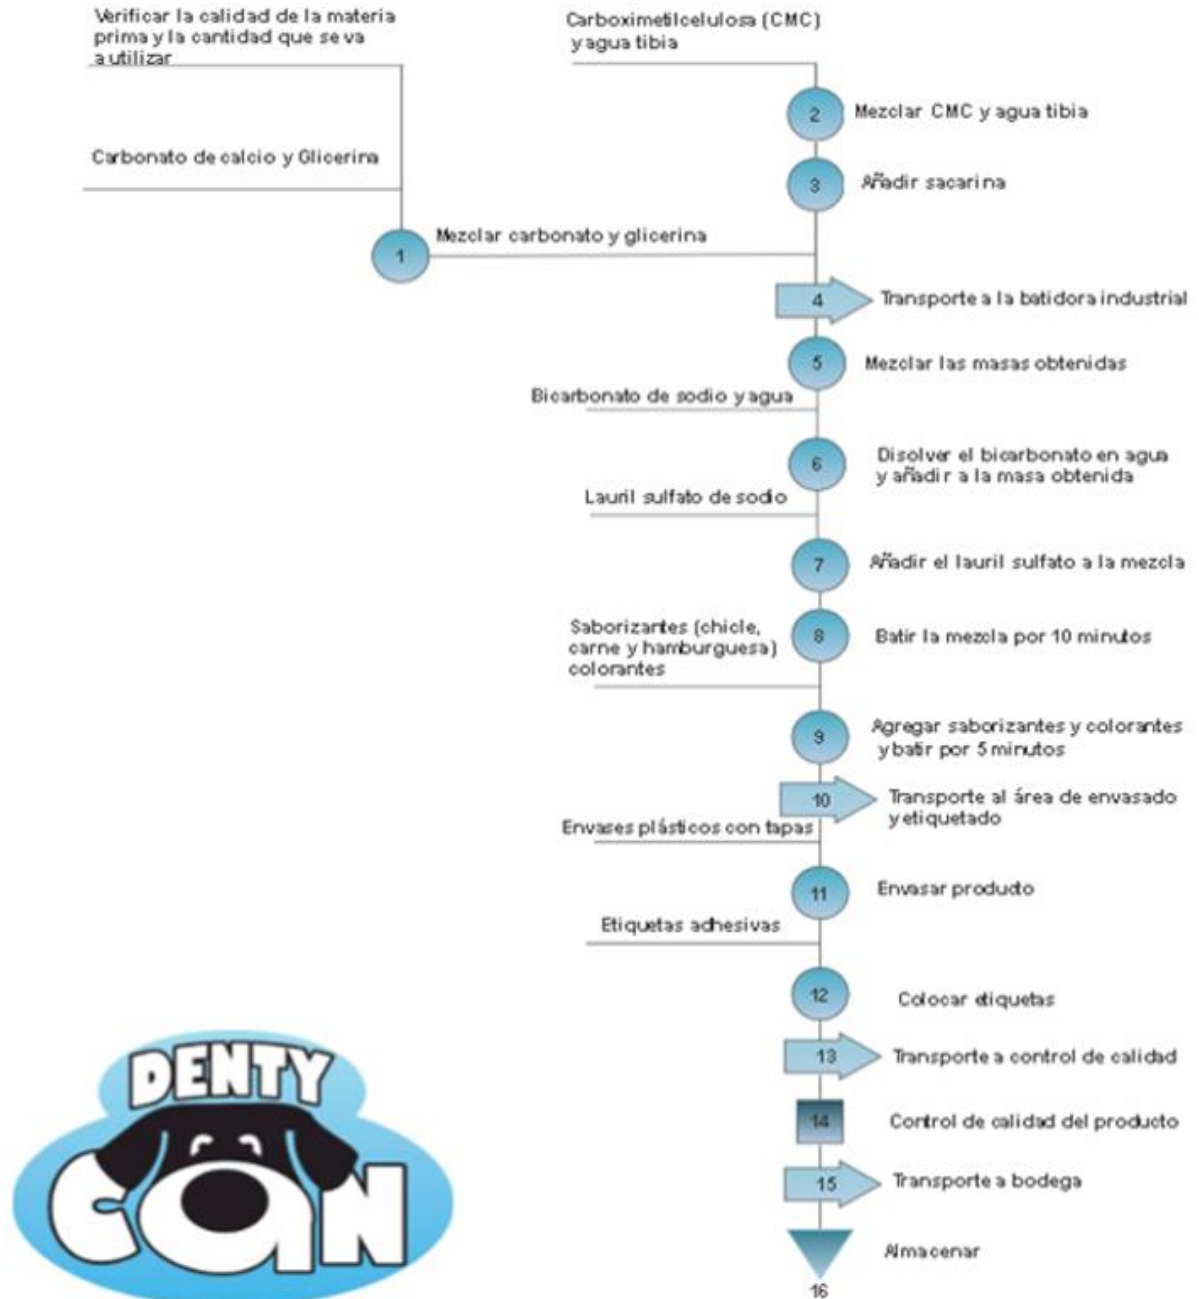 Verificar la calidad de la materia
prima y la cantidad que se va
a utilizar
Carboximetilcelulosa (CMC)
y agua tibia
2
Mezclar CMC y agua tibia
Carbonato de calcio y Glicerina
3
Añadir sacarina
1
Mezclar carbonato y glicerina
4
Transporte a la batidora industrial
5
Mezclar las masas obtenidas
Bicarbonato de sodio y agua
6
Disolver el bicarbonato en agua
y añadir a la masa obtenida
Lauril sulfato de sodio
7
Añadir el lauril sulfato a la mezcla
8
Batir la mezcla por 10 minutos
Saborizantes (chicle,
carne y hamburguesa)
colorantes
9
Agregar saborizantes y colorantes
y batir por 5 minutos
10
Transporte al área de envasado
y etiquetado
Envases plásticos con tapas
11
Envasar producto
Etiquetas adhesivas
12
Colocar etiquetas
13
Transporte a control de calidad
14
Control de calidad del producto
15
Transporte a bodega
Almacenar
16
DENTY
CAN